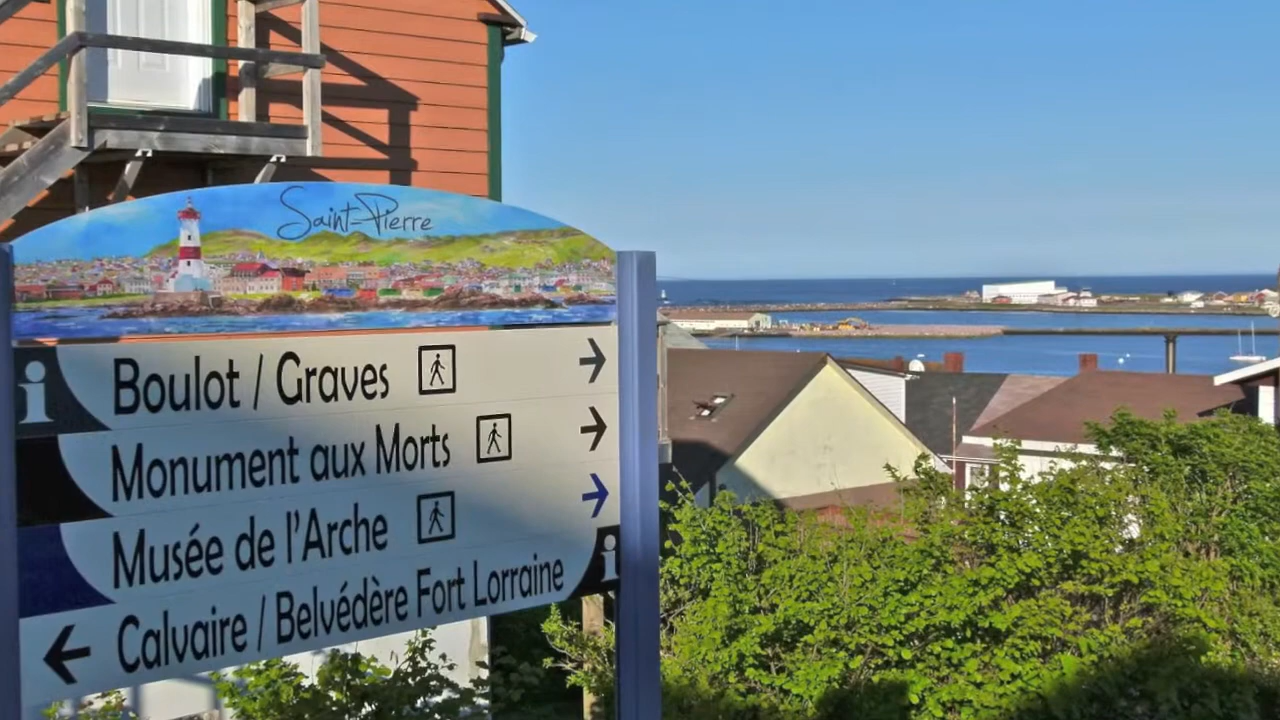 Saint-Pierre
i Boulot / Graves
Monument aux Morts
Musée de l'Arche
Calvaire / Belvédère Fort Lorraine i